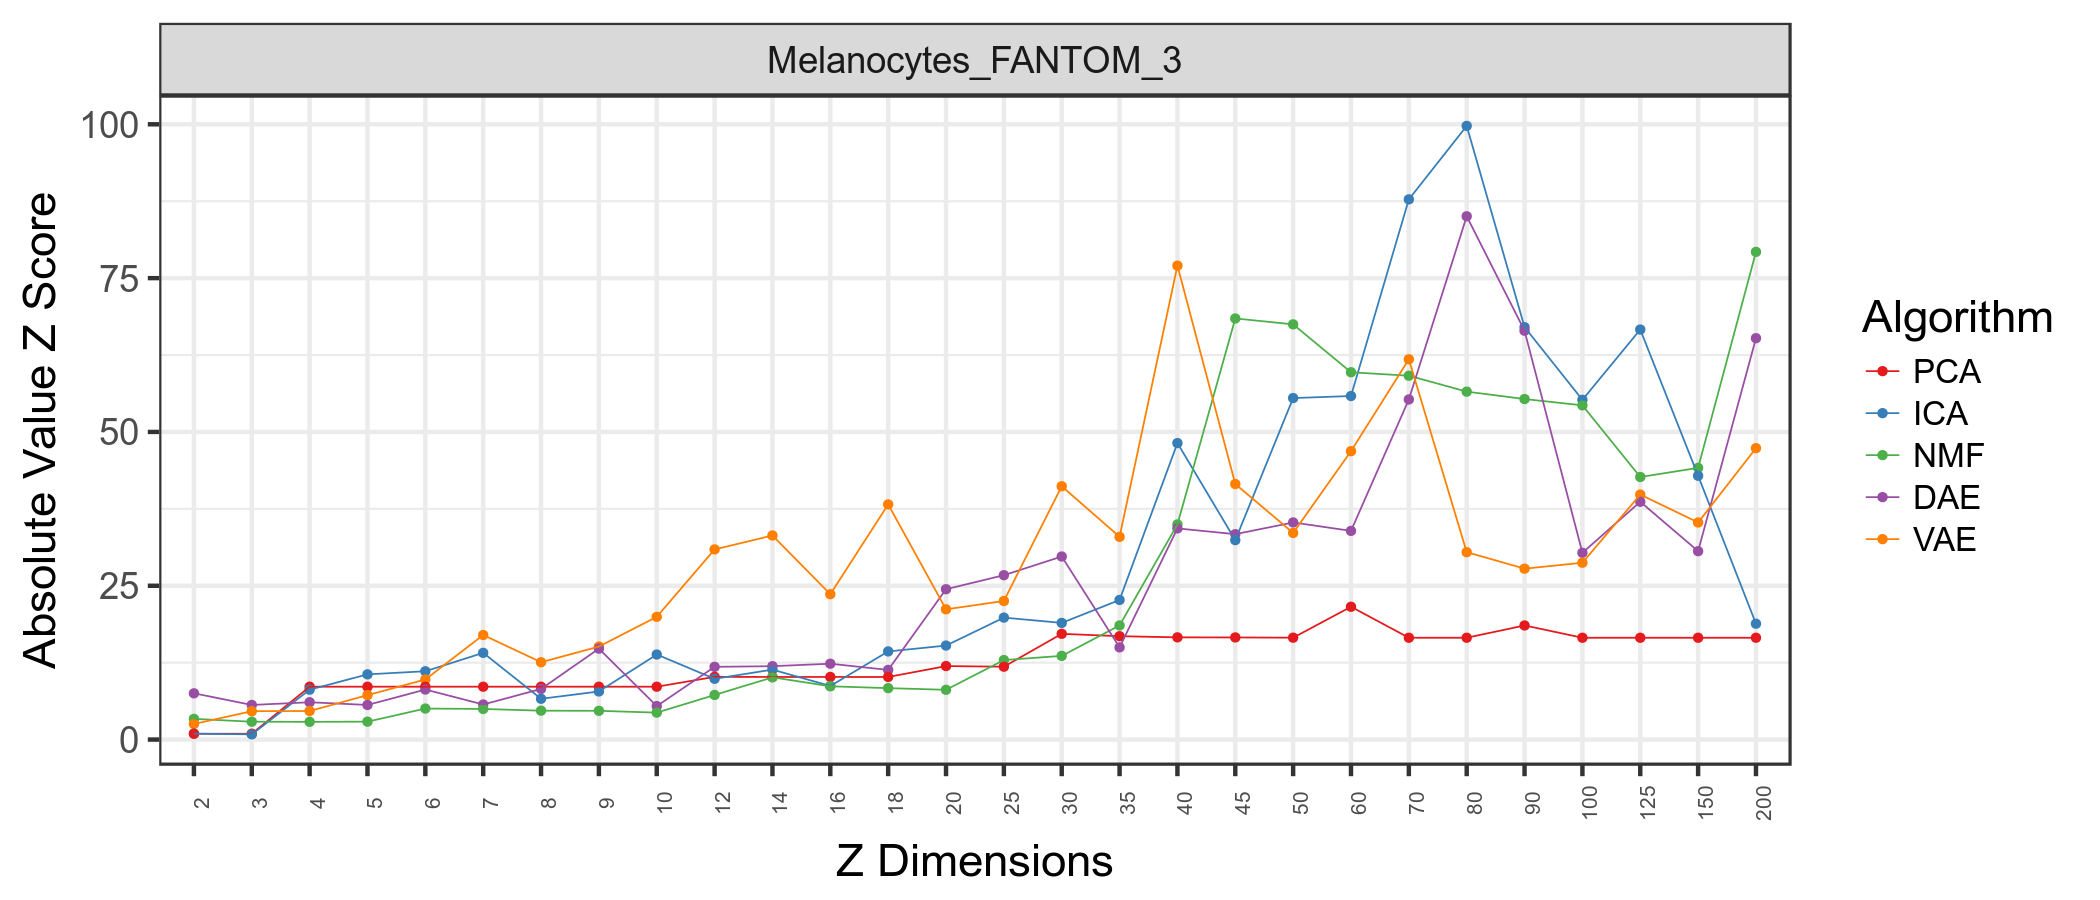 Melanocytes_FANTOM_3
Absolute Value Z Score
100
75
50
25
0
2 3 4 5 6 7 8 9 10 12 14 16 18 20 25 30 35 40 45 50 60 70 80 90 100 125 150 200
Z Dimensions
Algorithm
PCA
ICA
NMF
DAE
VAE